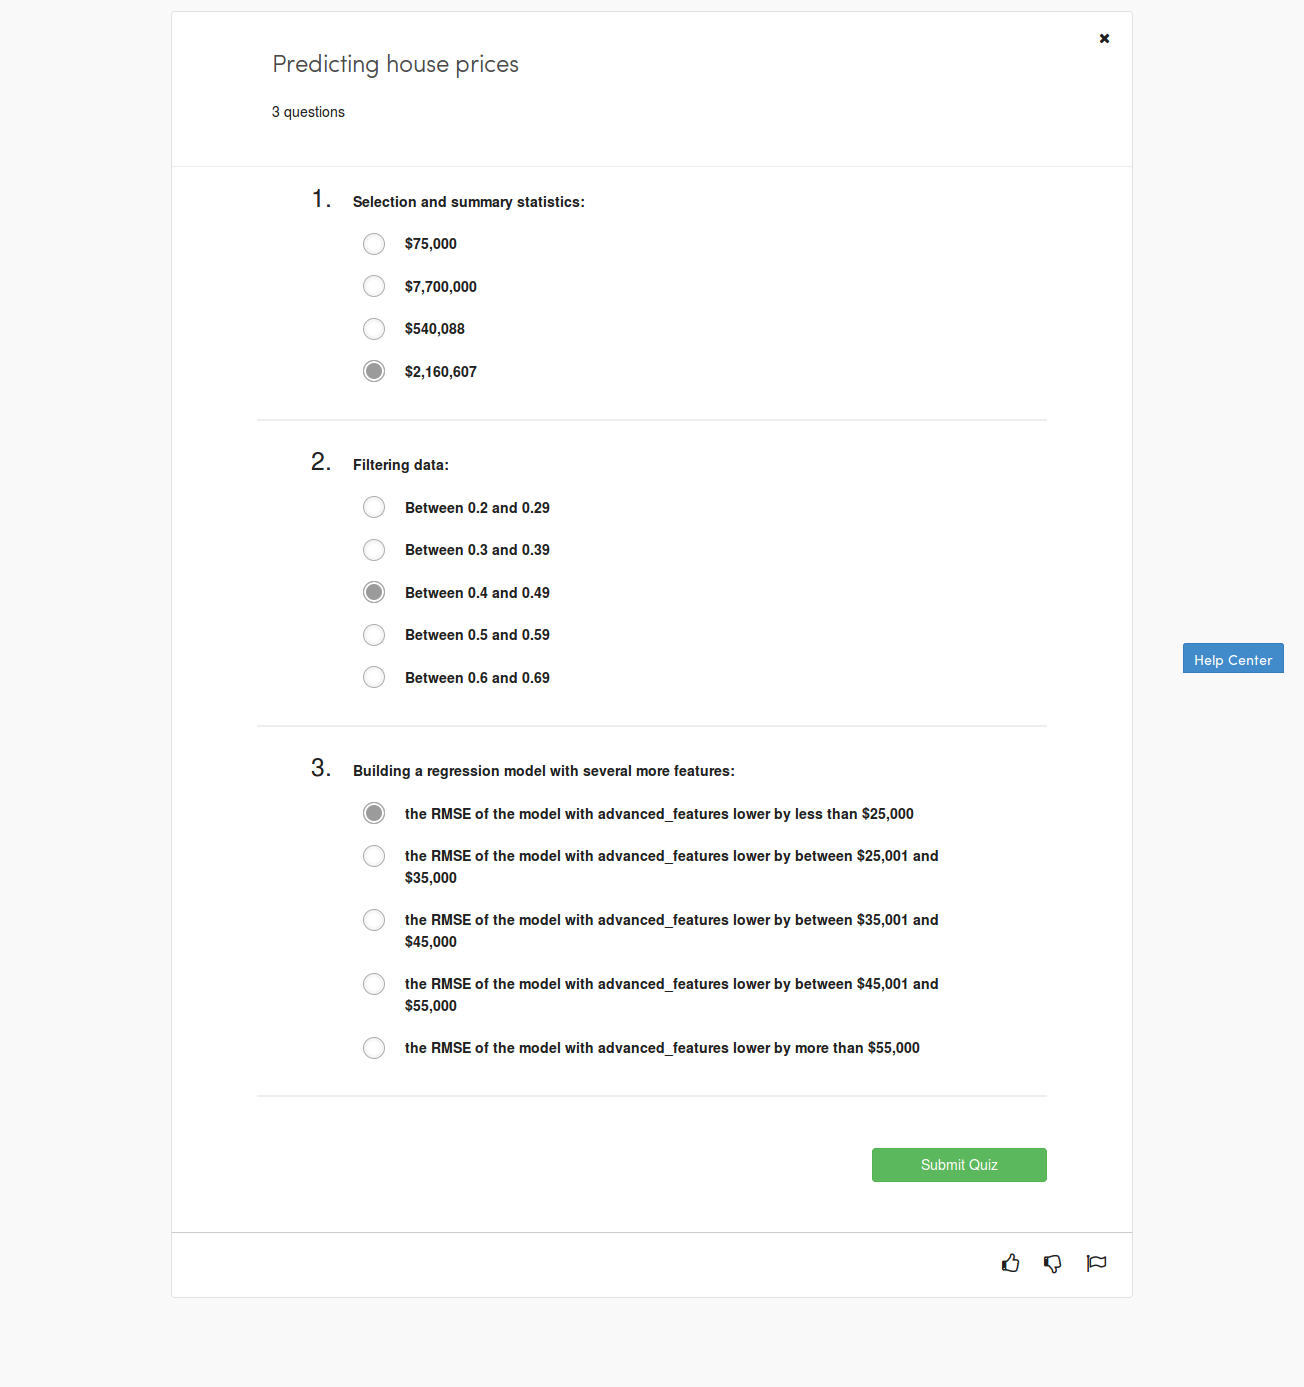 Predicting house prices
3 questions
1. Selection and summary statistics:
$75,000
$7,700,000
$540,088
$2,160,607
2. Filtering data:
Between 0.2 and 0.29
Between 0.3 and 0.39
Between 0.4 and 0.49
Between 0.5 and 0.59
Between 0.6 and 0.69
Help Center
3. Building a regression model with several more features:
the RMSE of the model with advanced_features lower by less than $25,000
the RMSE of the model with advanced_features lower by between $25,001 and
$35,000
the RMSE of the model with advanced_features lower by between $35,001 and
$45,000
the RMSE of the model with advanced_features lower by between $45,001 and
$55,000
the RMSE of the model with advanced_features lower by more than $55,000
Submit Quiz